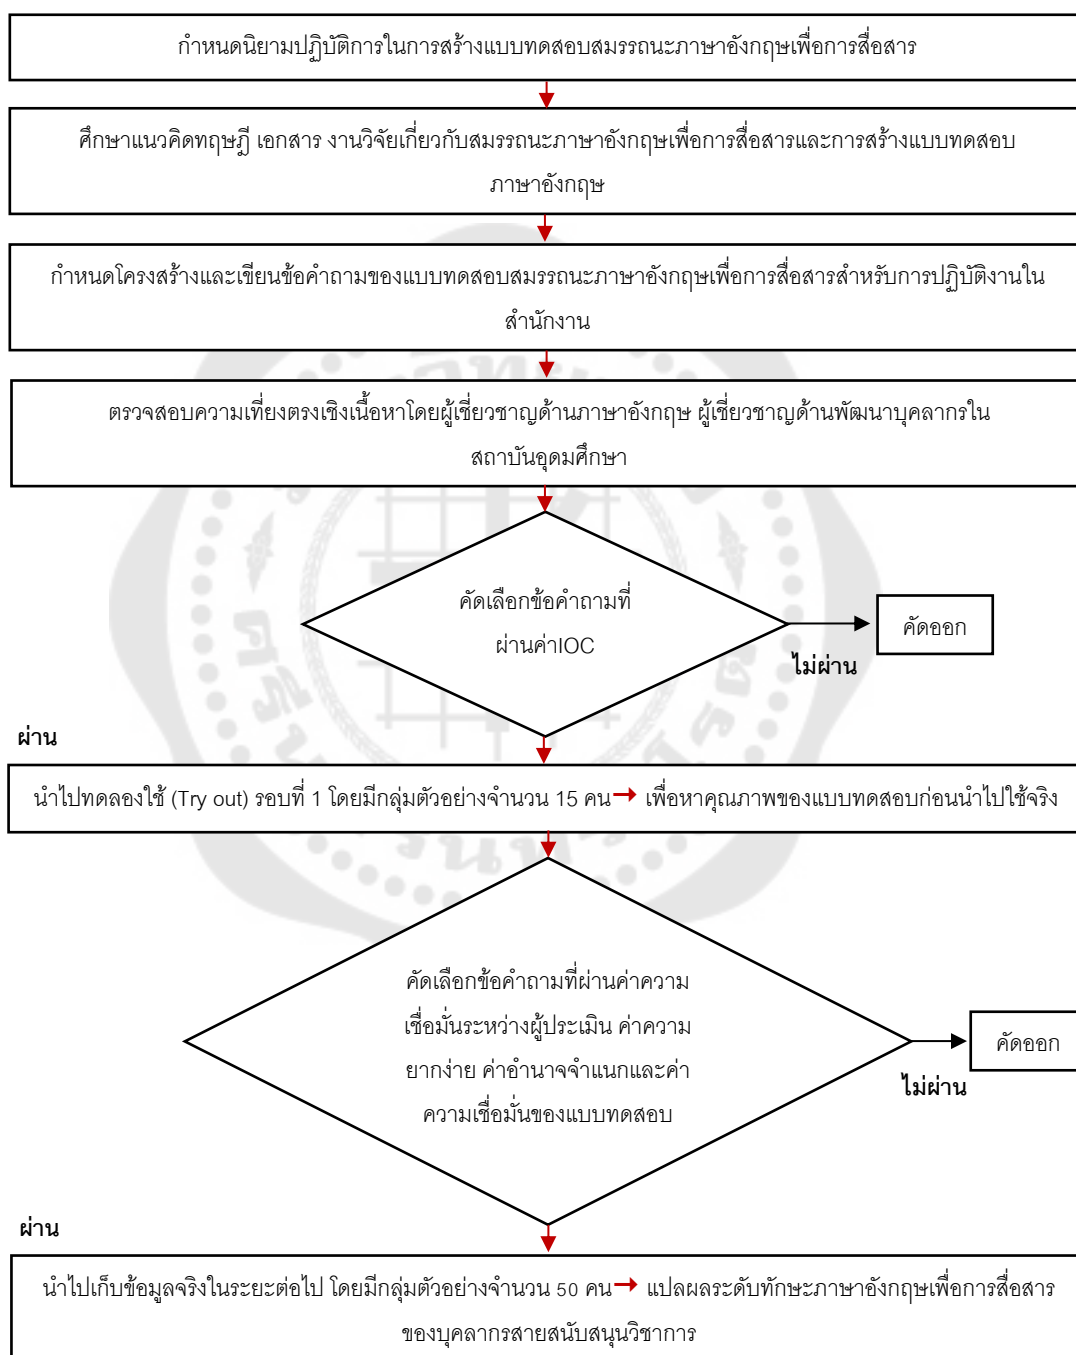 กำหนดนิยามปฏิบัติการในการสร้างแบบทดสอบสมรรถนะภาษาอังกฤษเพื่อการสื่อสาร
ศึกษาแนวคิดทฤษฎี เอกสาร งานวิจัยเกี่ยวกับสมรรถนะภาษาอังกฤษเพื่อการสื่อสารและการสร้างแบบทดสอบ
ภาษาอังกฤษ
กำหนดโครงสร้างและเขียนข้อคำถามของแบบทดสอบสมรรถนะภาษาอังกฤษเพื่อการสื่อสารสำหรับการปฏิบัติงานใน
สำนักงาน
ตรวจสอบความเที่ยงตรงเชิงเนื้อหาโดยผู้เชี่ยวชาญด้านภาษาอังกฤษ ผู้เชี่ยวชาญด้านพัฒนาบุคลากรใน
สถาบันอุดมศึกษา
คัดเลือกข้อคำถามที่
ผ่านค่าIOC
คัดออก
ไม่ผ่าน
ผ่าน
นำไปทดลองใช้ (Try out) รอบที่ 1 โดยมีกลุ่มตัวอย่างจำนวน 15 คน → เพื่อหาคุณภาพของแบบทดสอบก่อนนำไปใช้จริง
คัดเลือกข้อคำถามที่ผ่านค่าความ
เชื่อมั่นระหว่างผู้ประเมิน ค่าความ
ยากง่าย ค่าอำนาจจำแนกและค่า
ความเชื่อมั่นของแบบทดสอบ
คัดออก
ไม่ผ่าน
ผ่าน
นำไปเก็บข้อมูลจริงในระยะต่อไป โดยมีกลุ่มตัวอย่างจำนวน 50 คน → แปลผลระดับทักษะภาษาอังกฤษเพื่อการสื่อสาร
ของบุคลากรสายสนับสนุนวิชาการ